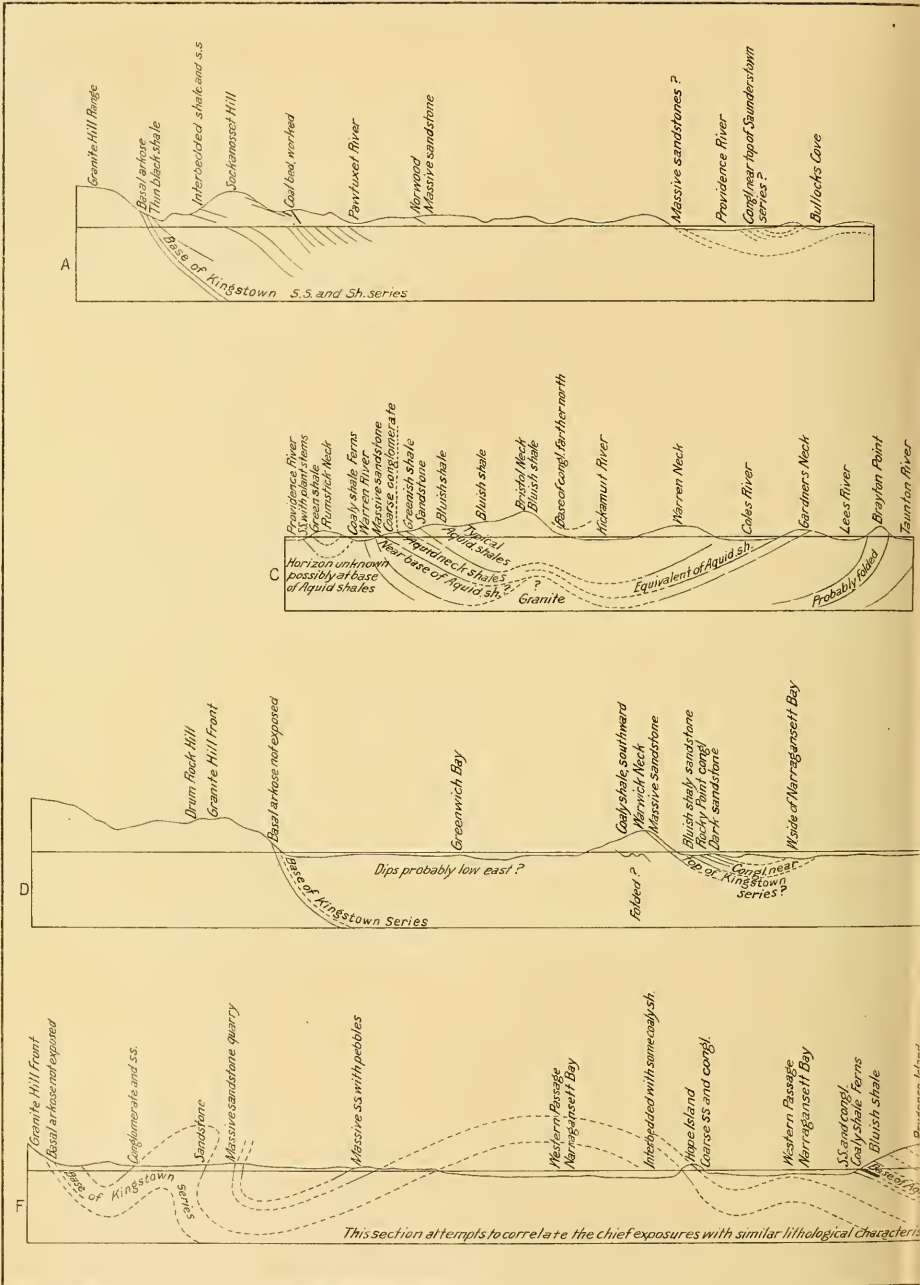 Granite Hill Range
Basal arkose
Thin black shale
Interbedded shale and s.s
Sockanosset Hill
Coal bed, worked
Pawtuxet River
Norwood
Massive sandstone
Massive sandstones ?
Providence River
Congl. near top of Saunderstown
series ?
Bullocks Cove
A
Base of Kingstown S.S. and Sh. series
Providence River
SS with plant stems
Green shale
Rumstick Neck
Coaly shale Ferns
Warren River
Massive sandstone
Coarse conglomerate
Greenish shale
Sandstone
Bluish shale
Bluish shale
Bristol Neck
Bluish shale
Base of congl. farther north
Kickamuit River
Warren Neck
Coles River
Gardners Neck
Lees River
Brayton Point
Taunton River
C
Horizon unknown
possibly at base
of Aquid shales
Typical
Aquid. shales
Aquidneck shales
Near base of Aquid sh. ?
?
Granite
Equivalent of Aquid sh.
Probably folded
Drum Rock Hill
Granite Hill Front
Basal arkose not exposed
Greenwich Bay
Coaly shale, southward
Warwick Neck
Massive sandstone
Bluish shaly sandstone
Rocky Point congl
Dark sandstone
W. side of Narragansett Bay
D
Base of Kingstown Series
Dips probably low east ?
Folded ?
Congl. near
Top of Kingstown
series ?
Granite Hill Front
Basal arkose not exposed
Conglomerate and ss.
Sandstone
Massive sandstone quarry
Massive s.s. with pebbles
Western Passage
Narragansett Bay
Interbedded with some coaly sh.
Hope Island
Coarse SS and congl.
Western Passage
Narragansett Bay
S.S. and congl.
Coaly shale Ferns
Bluish shale
Island
F
Base of Kingstown
series
Base of Aq
This section attempts to correlate the chief exposures with similar lithological characteris